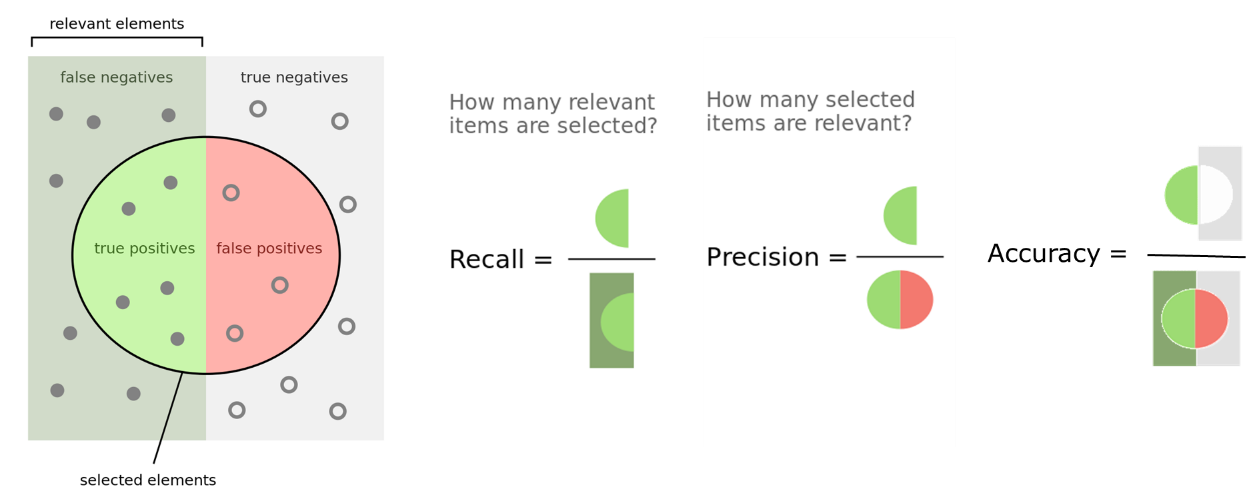 relevant elements
false negatives
true negatives
true positives
false positives
selected elements
How many relevant
items are selected?
Recall =
How many selected
items are relevant?
Precision =
Accuracy =